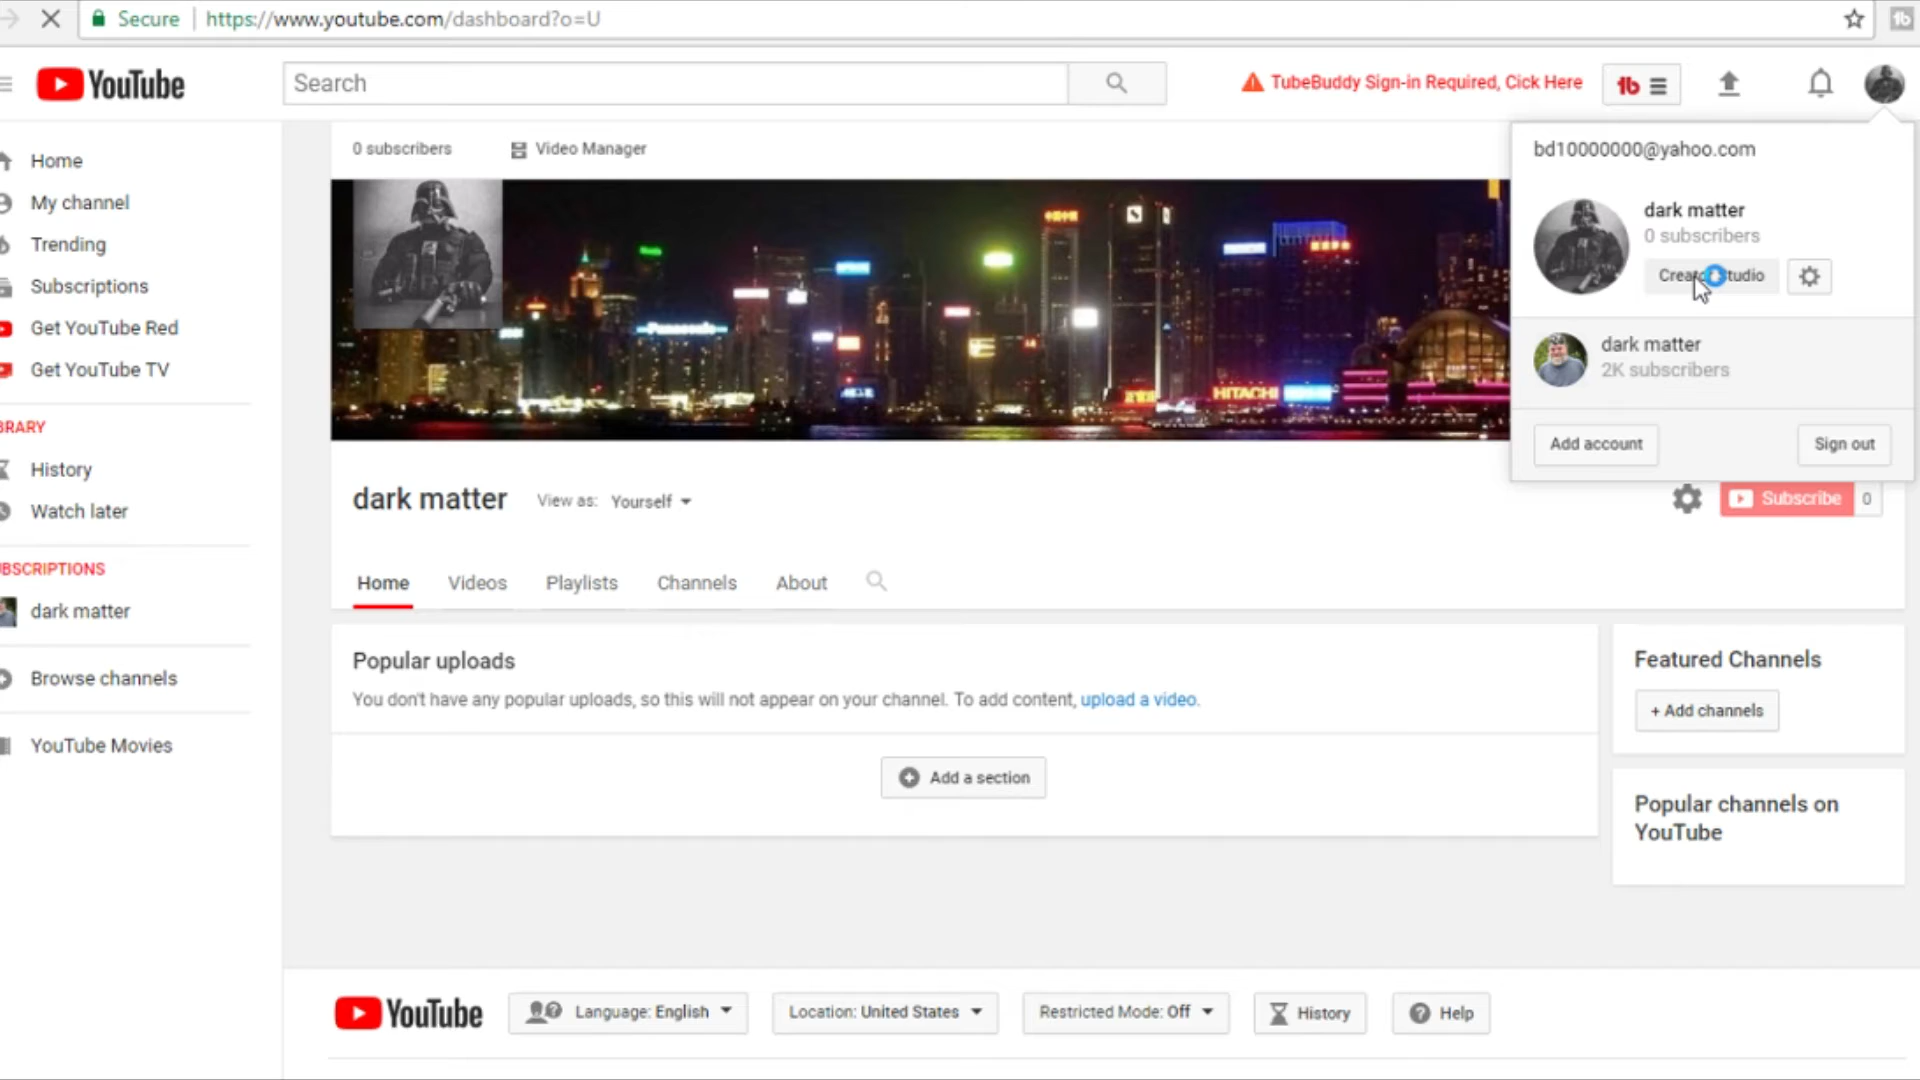 Secure
https://www.youtube.com/dashboard?o=U
YouTube
Search
TubeBuddy Sign-in Required, Cick Here
tb
tb
Home
My channel
Trending
Subscriptions
Get YouTube Red
Get YouTube TV
BRARY
History
Watch later
BSCRIPTIONS
dark matter
Browse channels
YouTube Movies
0 subscribers
Video Manager
Panasonic
HITACHI
bd10000000@yahoo.com
dark matter
0 subscribers
dark matter
2K subscribers
Add account
Sign out
dark matter
View as: Yourself
Subscribe
0
Home
Videos
Playlists
Channels
About
Popular uploads
You don't have any popular uploads, so this will not appear on your channel. To add content, upload a video.
Add a section
Featured Channels
+ Add channels
Popular channels on
YouTube
YouTube
Language: English
Location: United States
Restricted Mode: Off
History
Help